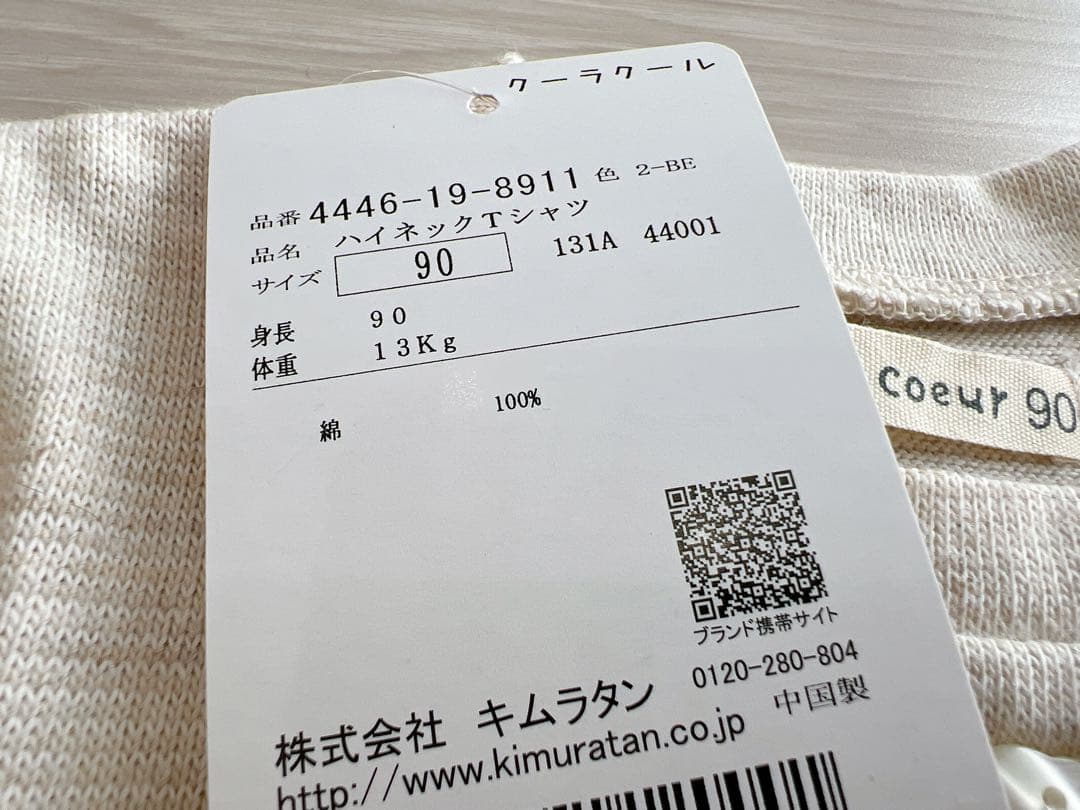 クーラクール
品番 4446-19-8911 色 2-BE
品名 ハイネックTシャツ
サイズ 90 131A 44001
身長 90
体重 13Kg
綿 100%
ブランド携帯サイト
0120-280-804
株式会社 キムラタン 中国製
http://www.kimuratan.co.jp
coeur 90